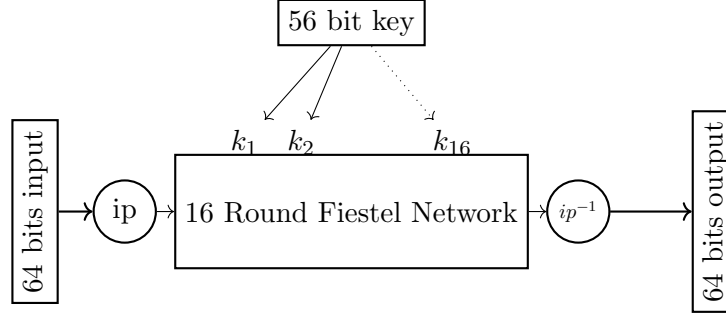 56 bit key
k₁ k₂ k₁₆
64 bits input
ip
16 Round Fiestel Network
ip⁻¹
64 bits output